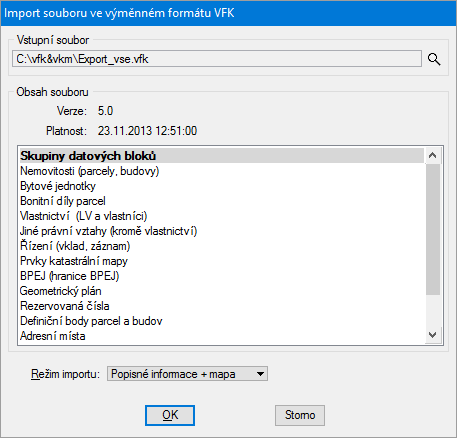 Import souboru ve výměnném formátu VFK
Vstupní soubor
C:\vfk&vkm\Export_vse.vfk
Obsah souboru
Verze: 5.0
Platnost: 23.11.2013 12:51:00
Skupiny datových bloků
Nemovitosti (parcely, budovy)
Bytové jednotky
Bonitní díly parcel
Vlastnictví (LV a vlastníci)
Jiné právní vztahy (kromě vlastnictví)
Řízení (vklad, záznam)
Prvky katastrální mapy
BPEJ (hranice BPEJ)
Geometrický plán
Rezervovaná čísla
Definiční body parcel a budov
Adresní místa
Režim importu: Popisné informace + mapa
OK Storno